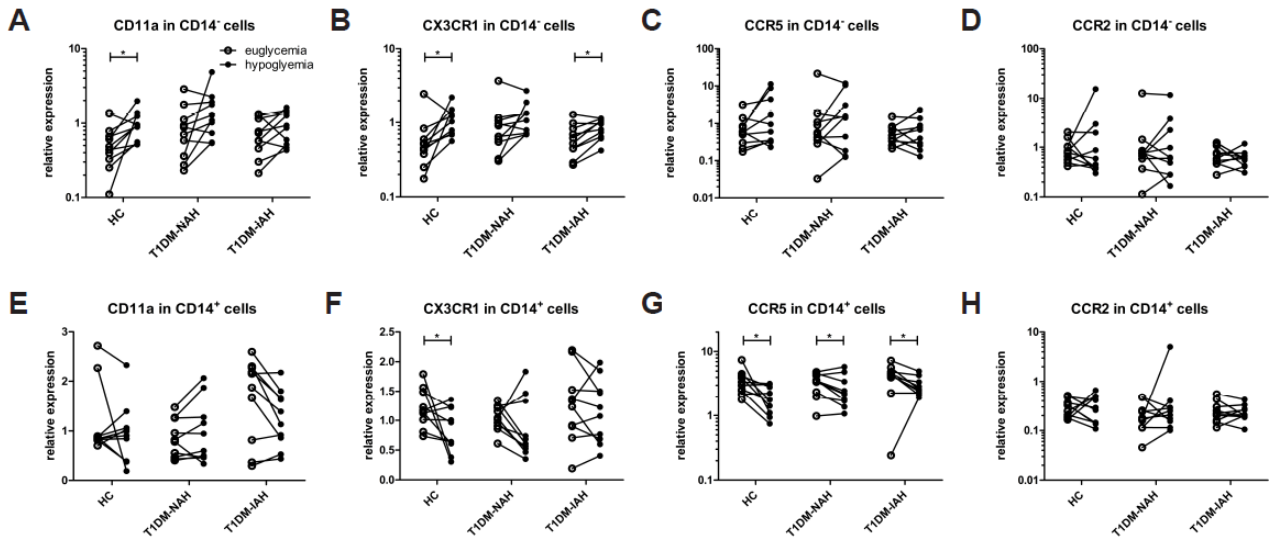 A
CD11a in CD14- cells
euglycemia
hypoglyemia
*
relative expression
10
1
0.1
HC
T1DM-NAH
T1DM-IAH
B
CX3CR1 in CD14- cells
*
*
relative expression
10
1
0.1
HC
T1DM-NAH
T1DM-IAH
C
CCR5 in CD14- cells
relative expression
100
10
1
0.1
0.01
HC
T1DM-NAH
T1DM-IAH
D
CCR2 in CD14- cells
relative expression
100
10
1
0.1
HC
T1DM-NAH
T1DM-IAH
E
CD11a in CD14+ cells
relative expression
3
2
1
0
HC
T1DM-NAH
T1DM-IAH
F
CX3CR1 in CD14+ cells
*
relative expression
2.5
2.0
1.5
1.0
0.5
0.0
HC
T1DM-NAH
T1DM-IAH
G
CCR5 in CD14+ cells
*
*
*
relative expression
10
1
0.1
HC
T1DM-NAH
T1DM-IAH
H
CCR2 in CD14+ cells
relative expression
10
1
0.1
0.01
HC
T1DM-NAH
T1DM-IAH